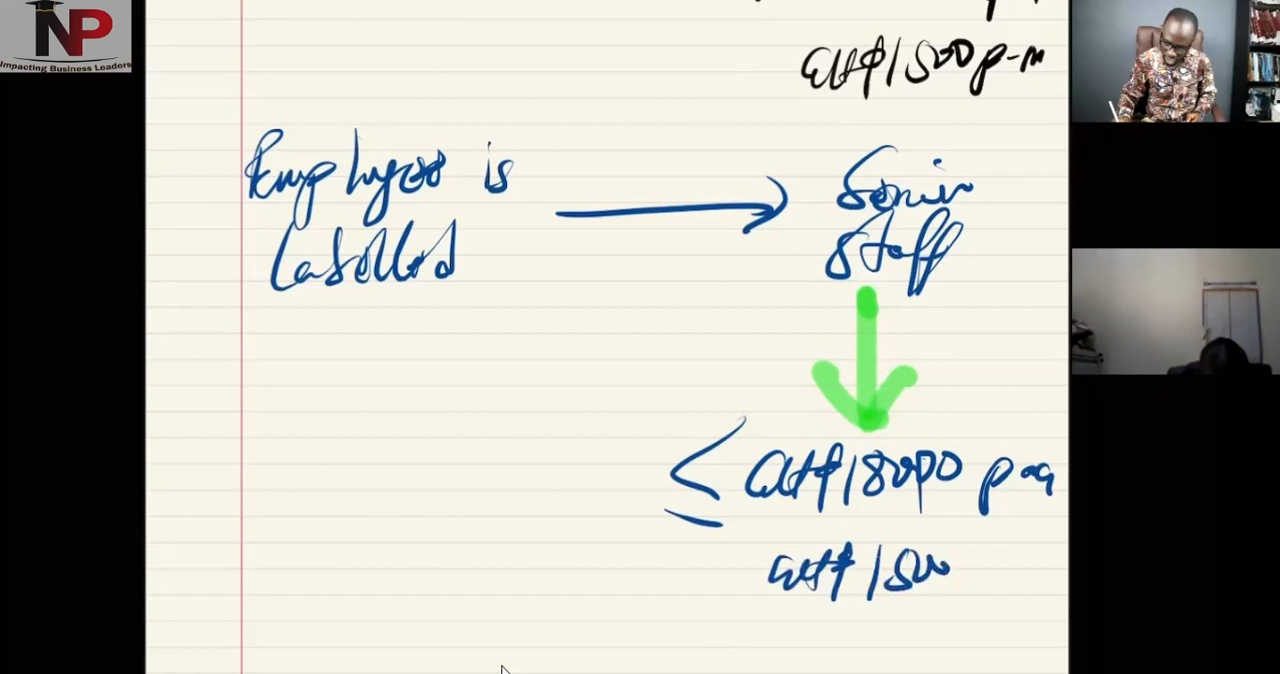 NP
Impacting Business Leaders
GH₵1500 p.m
Employee is
labelled
Senior
Staff
≤ GH₵18000 p.a
GH₵1500